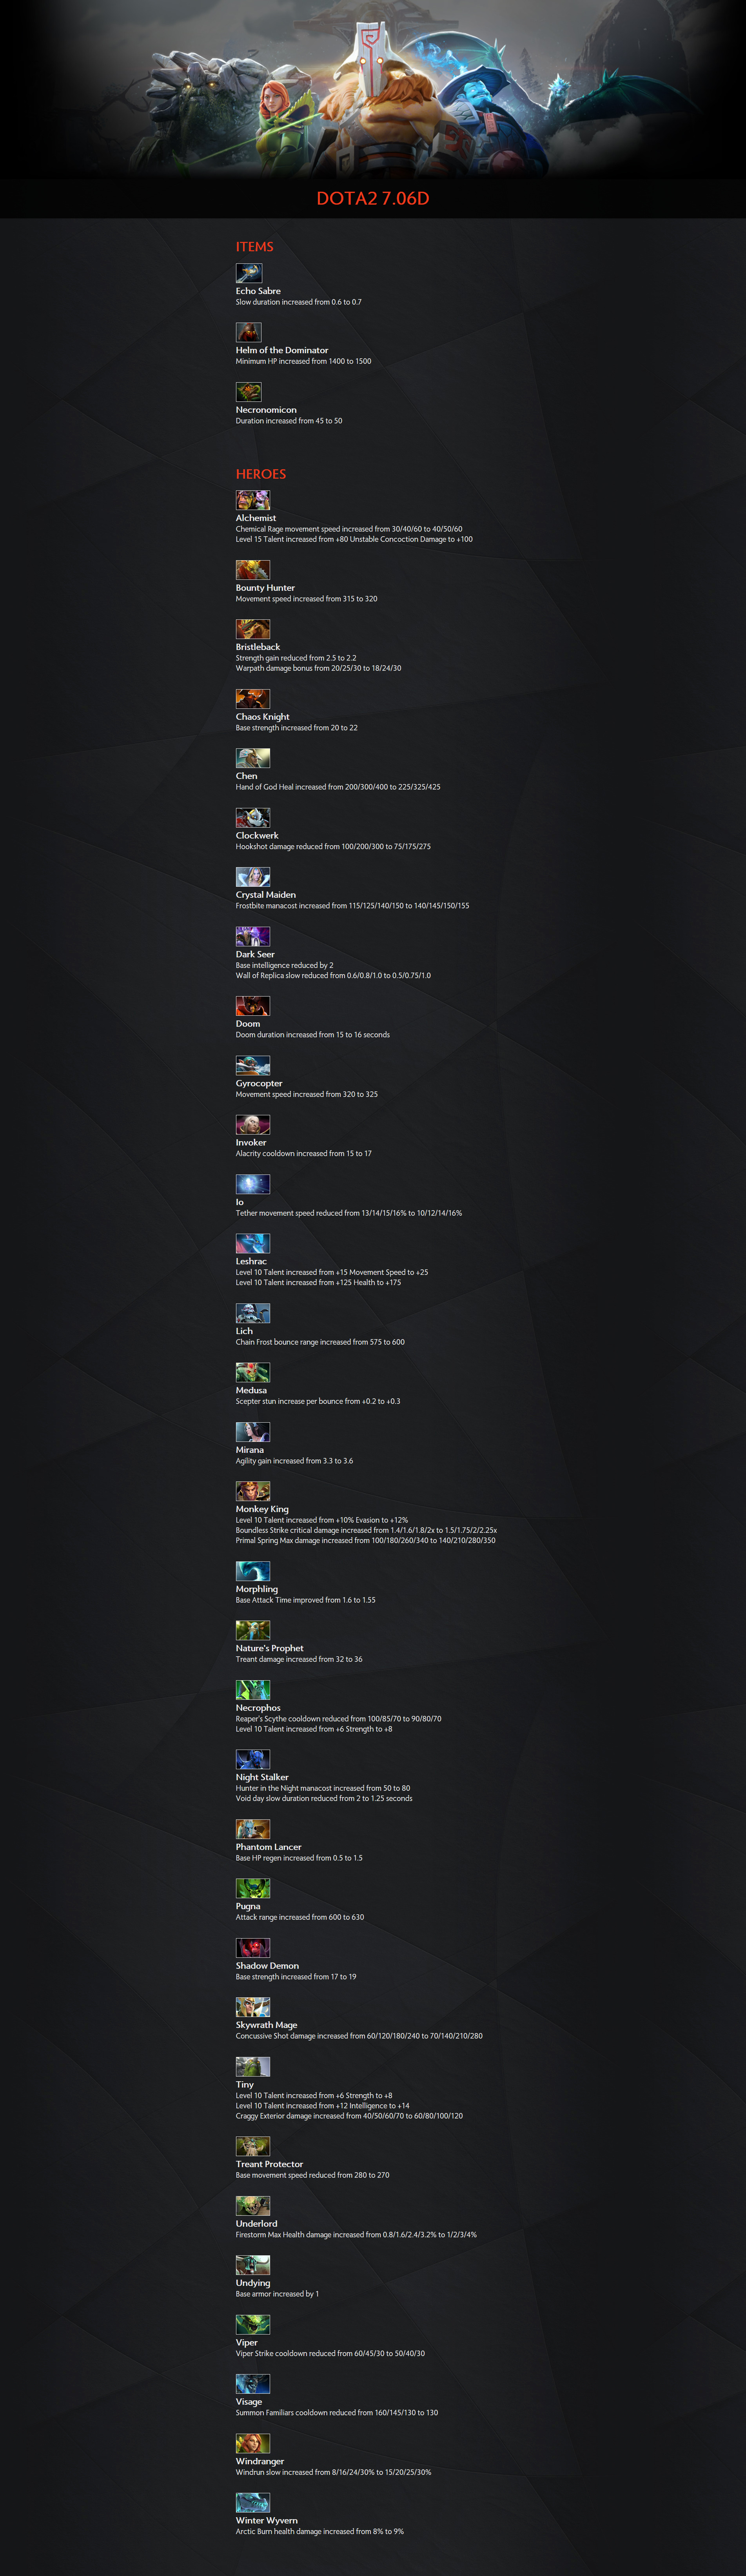 DOTA2 7.06D
ITEMS
Echo Sabre
Slow duration increased from 0.6 to 0.7
Helm of the Dominator
Minimum HP increased from 1400 to 1500
Necronomicon
Duration increased from 45 to 50
HEROES
Alchemist
Chemical Rage movement speed increased from 30/40/60 to 40/50/60
Level 15 Talent increased from +80 Unstable Concoction Damage to +100
Bounty Hunter
Movement speed increased from 315 to 320
Bristleback
Strength gain reduced from 2.5 to 2.2
Warpath damage bonus from 20/25/30 to 18/24/30
Chaos Knight
Base strength increased from 20 to 22
Chen
Hand of God Heal increased from 200/300/400 to 225/325/425
Clockwerk
Hookshot damage reduced from 100/200/300 to 75/175/275
Crystal Maiden
Frostbite manacost increased from 115/125/140/150 to 140/145/150/155
Dark Seer
Base intelligence reduced by 2
Wall of Replica slow reduced from 0.6/0.8/1.0 to 0.5/0.75/1.0
Doom
Doom duration increased from 15 to 16 seconds
Gyrocopter
Movement speed increased from 320 to 325
Invoker
Alacrity cooldown increased from 15 to 17
Io
Tether movement speed reduced from 13/14/15/16% to 10/12/14/16%
Leshrac
Level 10 Talent increased from +15 Movement Speed to +25
Level 10 Talent increased from +125 Health to +175
Lich
Chain Frost bounce range increased from 575 to 600
Medusa
Scepter stun increase per bounce from +0.2 to +0.3
Mirana
Agility gain increased from 3.3 to 3.6
Monkey King
Level 10 Talent increased from +10% Evasion to +12%
Boundless Strike critical damage increased from 1.4/1.6/1.8/2x to 1.5/1.75/2/2.25x
Primal Spring Max damage increased from 100/180/260/340 to 140/210/280/350
Morphling
Base Attack Time improved from 1.6 to 1.55
Nature's Prophet
Treant damage increased from 32 to 36
Necrophos
Reaper's Scythe cooldown reduced from 100/85/70 to 90/80/70
Level 10 Talent increased from +6 Strength to +8
Night Stalker
Hunter in the Night manacost increased from 50 to 80
Void day slow duration reduced from 2 to 1.25 seconds
Phantom Lancer
Base HP regen increased from 0.5 to 1.5
Pugna
Attack range increased from 600 to 630
Shadow Demon
Base strength increased from 17 to 19
Skywrath Mage
Concussive Shot damage increased from 60/120/180/240 to 70/140/210/280
Tiny
Level 10 Talent increased from +6 Strength to +8
Level 10 Talent increased from +12 Intelligence to +14
Craggy Exterior damage increased from 40/50/60/70 to 60/80/100/120
Treant Protector
Base movement speed reduced from 280 to 270
Underlord
Firestorm Max Health damage increased from 0.8/1.6/2.4/3.2% to 1/2/3/4%
Undying
Base armor increased by 1
Viper
Viper Strike cooldown reduced from 60/45/30 to 50/40/30
Visage
Summon Familiars cooldown reduced from 160/145/130 to 130
Windranger
Windrun slow increased from 8/16/24/30% to 15/20/25/30%
Winter Wyvern
Arctic Burn health damage increased from 8% to 9%